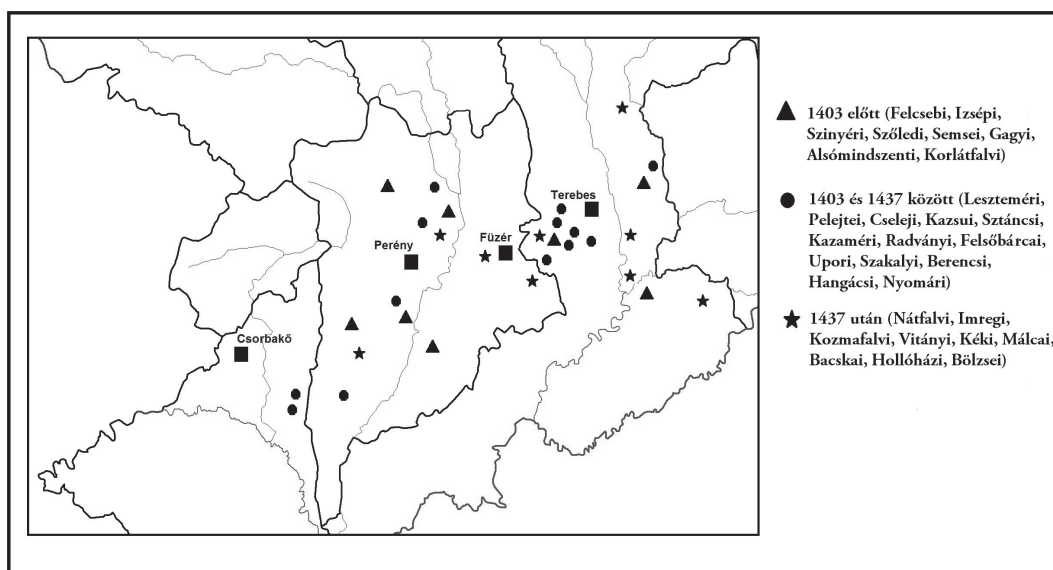 1403 előtt (Felcsebi, Izsépi,
Szinyéri, Szőledi, Semsei, Gagyi,
Alsómindszenti, Korlátfalvi)
1403 és 1437 között (Leszteméri,
Pelejtei, Cseleji, Kazsui, Sztáncsi,
Kazaméri, Radványi, Felsőbárcai,
Upori, Szakalyi, Berencsi,
Hangácsi, Nyomári)
1437 után (Nátfalvi, Imregi,
Kozmafalvi, Vitányi, Kéki, Málcai,
Bacskai, Hollóházi, Bölzsei)
Terebes
Perény
Füzér
Csorbakő